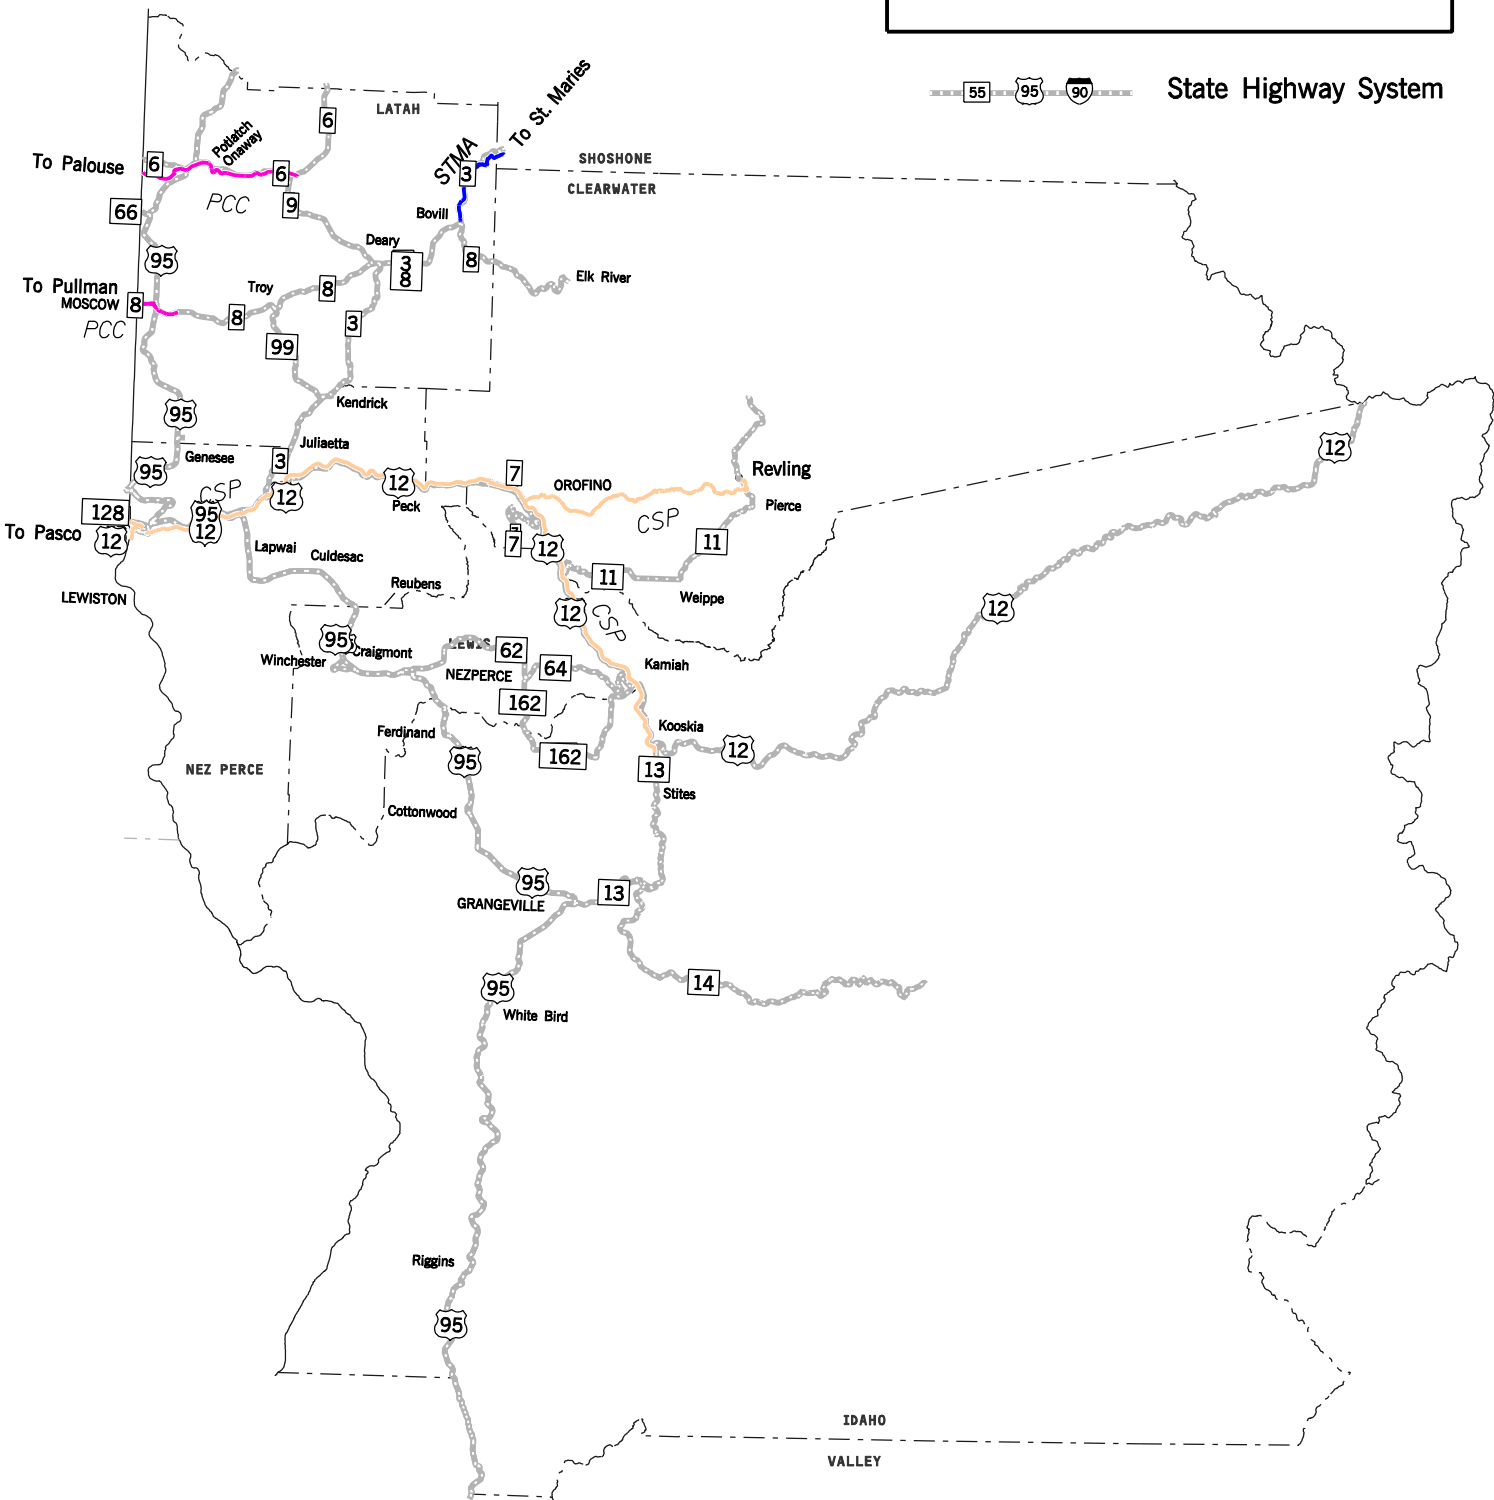 55 95 90 State Highway System
LATAH
To St. Maries
6
To Palouse
6
Potlatch
Onaway
6
STMA
3
SHOSHONE
CLEARWATER
PCC
66
9
Bovill
Deary
3
8
8
95
Elk River
To Pullman
MOSCOW
8
Troy
8
PCC
8
3
99
95
Kendrick
Juliaetta
Genesee
95
3
12
12
7
Revling
OROFINO
CSP
Peck
Pierce
128
95
12
To Pasco
12
CSP
7
12
11
Lapwai
Culdesac
Reubens
11
Weippe
LEWISTON
12
CSP
12
12
95
Craigmont
Winchester
LEWIS
62
64
Kamiah
NEZPERCE
162
Ferdinand
Kooskia
95
162
12
13
NEZ PERCE
Stites
Cottonwood
95
13
GRANGEVILLE
14
95
White Bird
Riggins
95
IDAHO
VALLEY